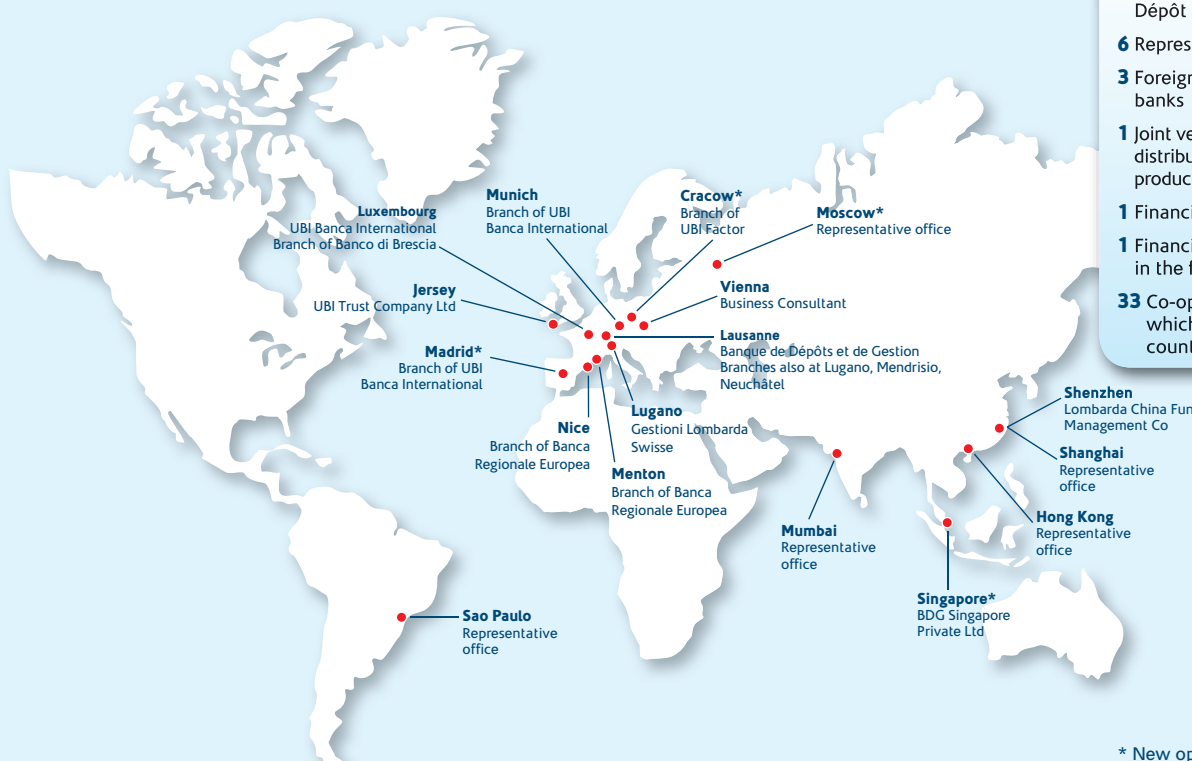 Dépôt
6 Repres
3 Foreign
banks
1 Joint ve
distribu
produc
1 Financi
1 Financi
in the f
33 Co-op
which
count
Luxembourg
UBI Banca International
Branch of Banco di Brescia
Munich
Branch of UBI
Banca International
Cracow*
Branch of
UBI Factor
Moscow*
Representative office
Jersey
UBI Trust Company Ltd
Vienna
Business Consultant
Madrid*
Branch of UBI
Banca International
Lausanne
Banque de Dépôts et de Gestion
Branches also at Lugano, Mendrisio,
Neuchâtel
Nice
Branch of Banca
Regionale Europea
Lugano
Gestioni Lombarda
Swisse
Menton
Branch of Banca
Regionale Europea
Shenzhen
Lombarda China Fun
Management Co
Shanghai
Representative
office
Hong Kong
Representative
office
Mumbai
Representative
office
Singapore*
BDG Singapore
Private Ltd
Sao Paulo
Representative
office
* New op